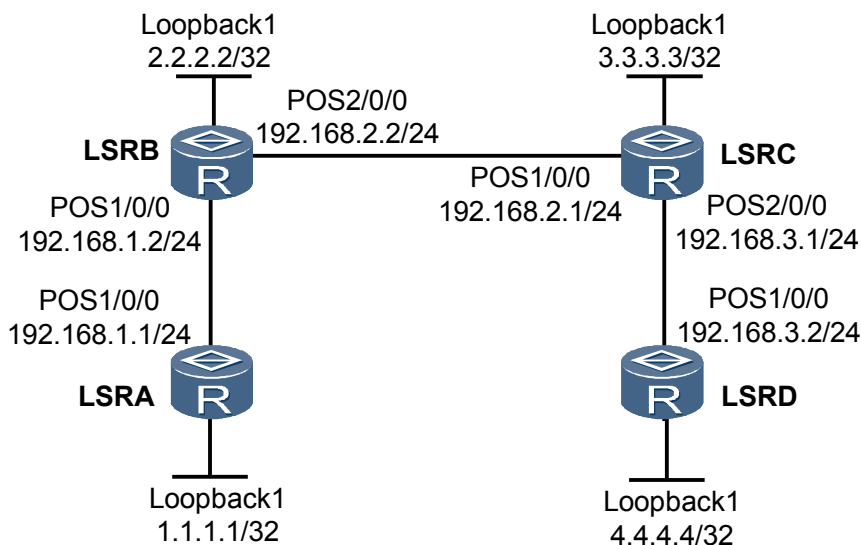 Loopback1
2.2.2.2/32
Loopback1
3.3.3.3/32
POS2/0/0
192.168.2.2/24
LSRB
R
POS1/0/0
192.168.2.1/24
LSRC
R
POS1/0/0
192.168.1.2/24
POS2/0/0
192.168.3.1/24
POS1/0/0
192.168.1.1/24
POS1/0/0
192.168.3.2/24
LSRA
R
LSRD
R
Loopback1
1.1.1.1/32
Loopback1
4.4.4.4/32